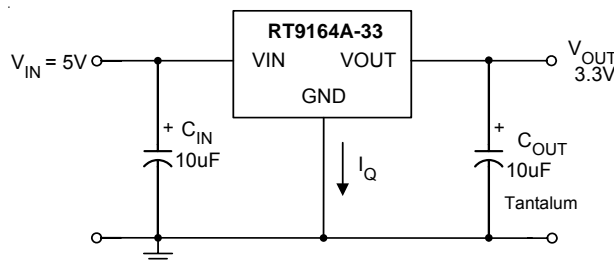 RT9164A-33
V_IN = 5V
VIN VOUT
GND
V_OUT
3.3V
+
C_IN
10uF
I_Q
+
C_OUT
10uF
Tantalum